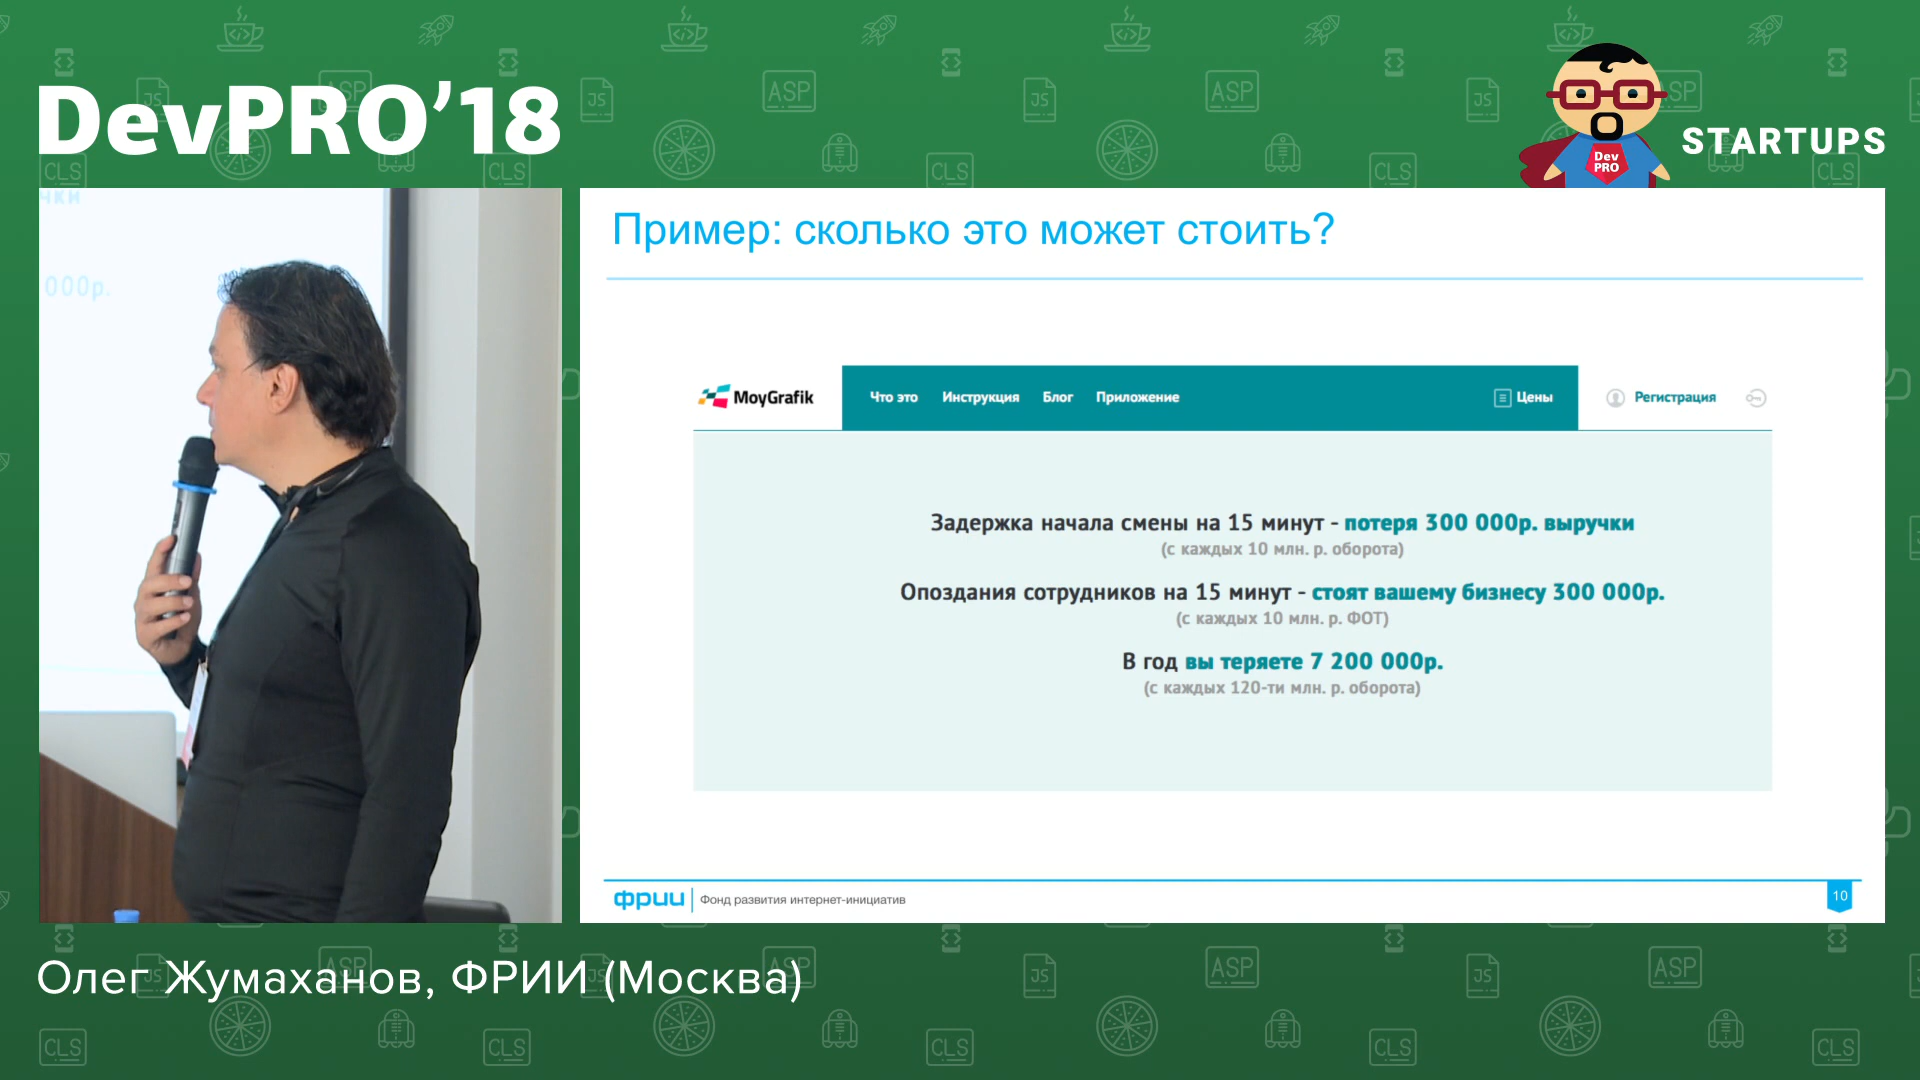 DevPRO’18
Dev
PRO
STARTUPS
чки
000р.
Пример: сколько это может стоить?
MoyGrafik
Что это
Инструкция
Блог
Приложение
Цены
Регистрация
Задержка начала смены на 15 минут - потеря 300 000р. выручки
(с каждых 10 млн. р. оборота)
Опоздания сотрудников на 15 минут - стоят вашему бизнесу 300 000р.
(с каждых 10 млн. р. ФОТ)
В год вы теряете 7 200 000р.
(с каждых 120-ти млн. р. оборота)
фрии
Фонд развития интернет-инициатив
10
Олег Жумаханов, ФРИИ (Москва)